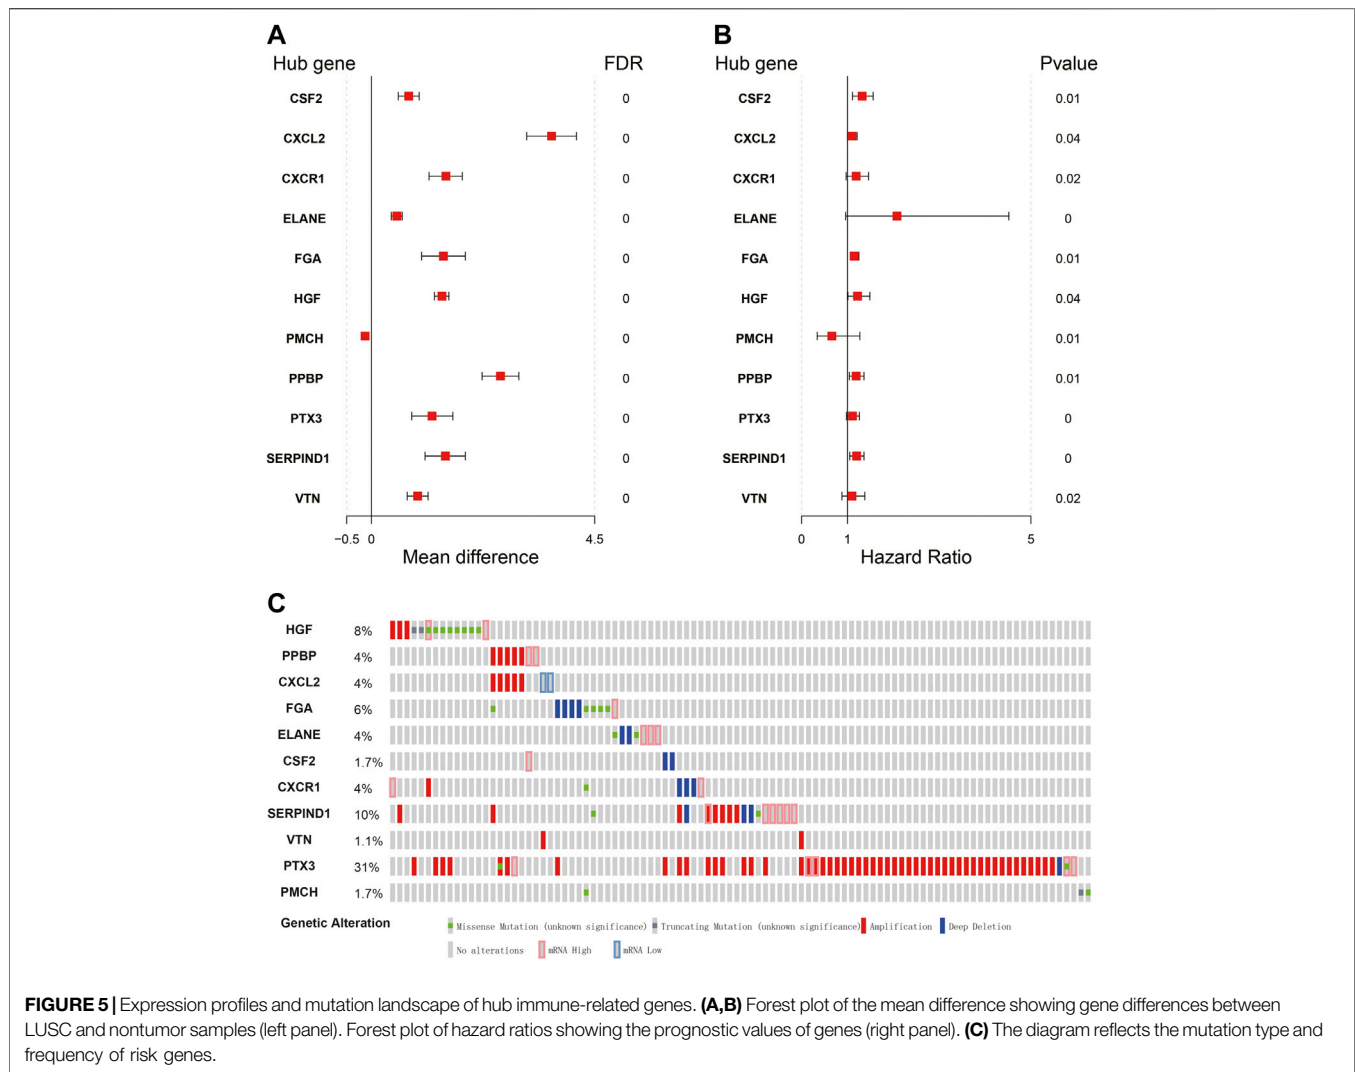 A
Hub gene FDR
CSF2 0
CXCL2 0
CXCR1 0
ELANE 0
FGA 0
HGF 0
PMCH 0
PPBP 0
PTX3 0
SERPIND1 0
VTN 0
−0.5 0 4.5
Mean difference
B
Hub gene Pvalue
CSF2 0.01
CXCL2 0.04
CXCR1 0.02
ELANE 0
FGA 0.01
HGF 0.04
PMCH 0.01
PPBP 0.01
PTX3 0
SERPIND1 0
VTN 0.02
0 1 5
Hazard Ratio
C
HGF 8%
PPBP 4%
CXCL2 4%
FGA 6%
ELANE 4%
CSF2 1.7%
CXCR1 4%
SERPIND1 10%
VTN 1.1%
PTX3 31%
PMCH 1.7%
Genetic Alteration Missense Mutation (unknown significance) Truncating Mutation (unknown significance) Amplification Deep Deletion
No alterations mRNA High mRNA Low
FIGURE 5 | Expression profiles and mutation landscape of hub immune-related genes. (A,B) Forest plot of the mean difference showing gene differences between
LUSC and nontumor samples (left panel). Forest plot of hazard ratios showing the prognostic values of genes (right panel). (C) The diagram reflects the mutation type and
frequency of risk genes.